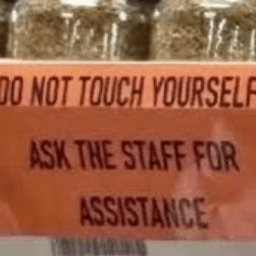 DO NOT TOUCH YOURSELF
ASK THE STAFF FOR
ASSISTANCE